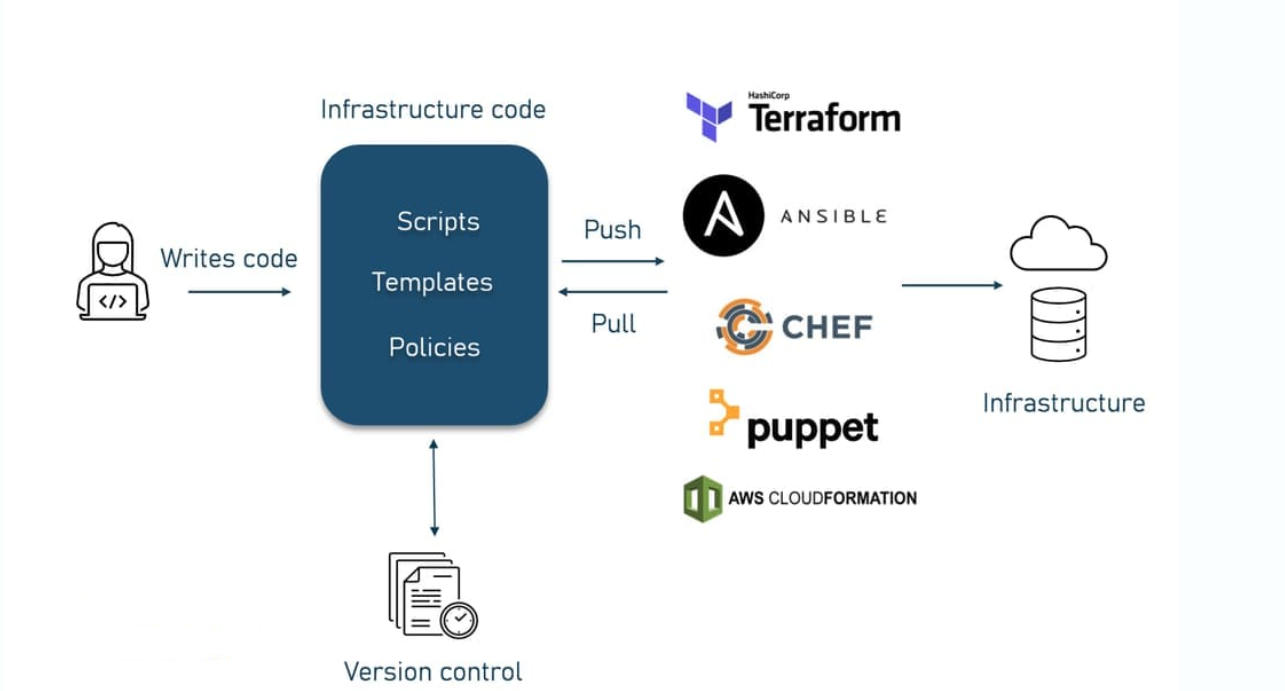 Infrastructure code
Writes code
</>
Scripts
Templates
Policies
Push
Pull
Version control
HashiCorp
Terraform
A
ANSIBLE
CHEF
puppet
AWS CLOUDFORMATION
Infrastructure